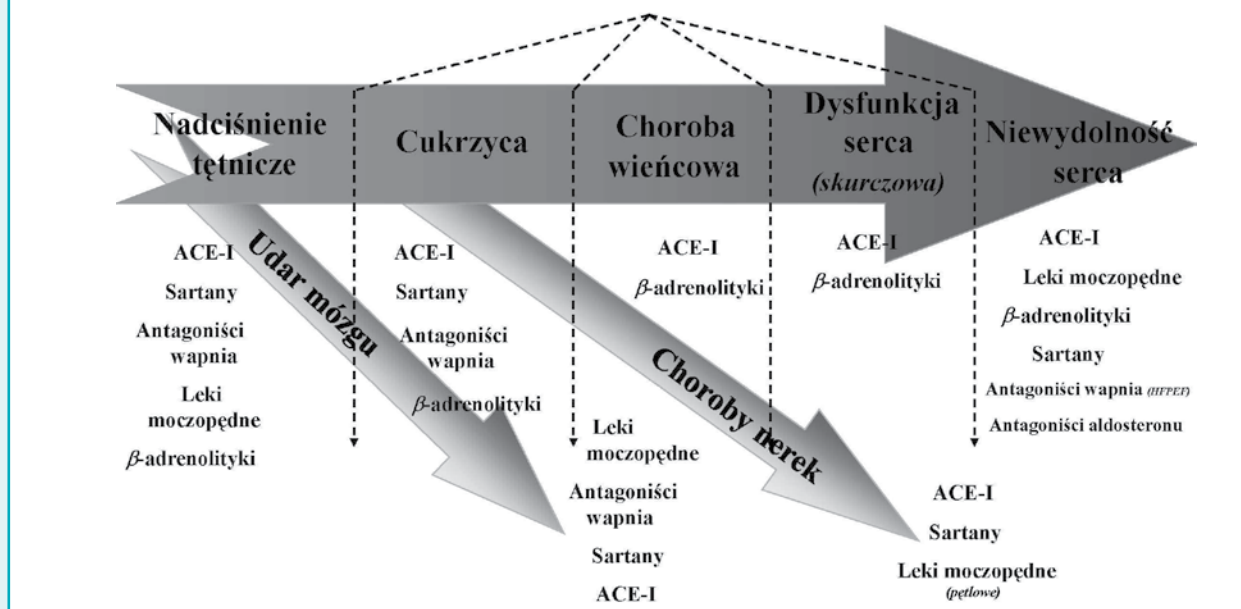 Nadciśnienie
tętnicze
Cukrzyca
Choroba
wieńcowa
Dysfunkcja
serca
(skurczowa)
Niewydolność
serca
ACE-I
Sartany
Antagoniści
wapnia
Leki
moczopędne
β-adrenolityki
Udar mózgu
ACE-I
Sartany
Antagoniści
wapnia
β-adrenolityki
Leki
moczopędne
Antagoniści
wapnia
Sartany
ACE-I
Choroby nerek
ACE-I
β-adrenolityki
ACE-I
β-adrenolityki
ACE-I
Leki moczopędne
β-adrenolityki
Sartany
Antagoniści wapnia (HFPEF)
Antagoniści aldosteronu
ACE-I
Sartany
Leki moczopędne
(pętlowe)